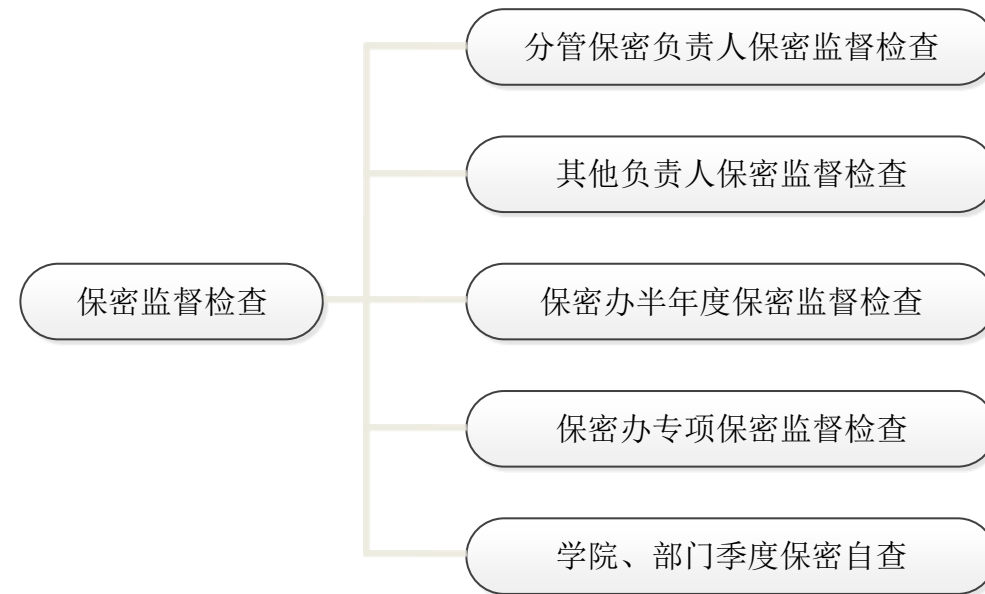 分管保密负责人保密监督检查
其他负责人保密监督检查
保密监督检查
保密办半年度保密监督检查
保密办专项保密监督检查
学院、部门季度保密自查